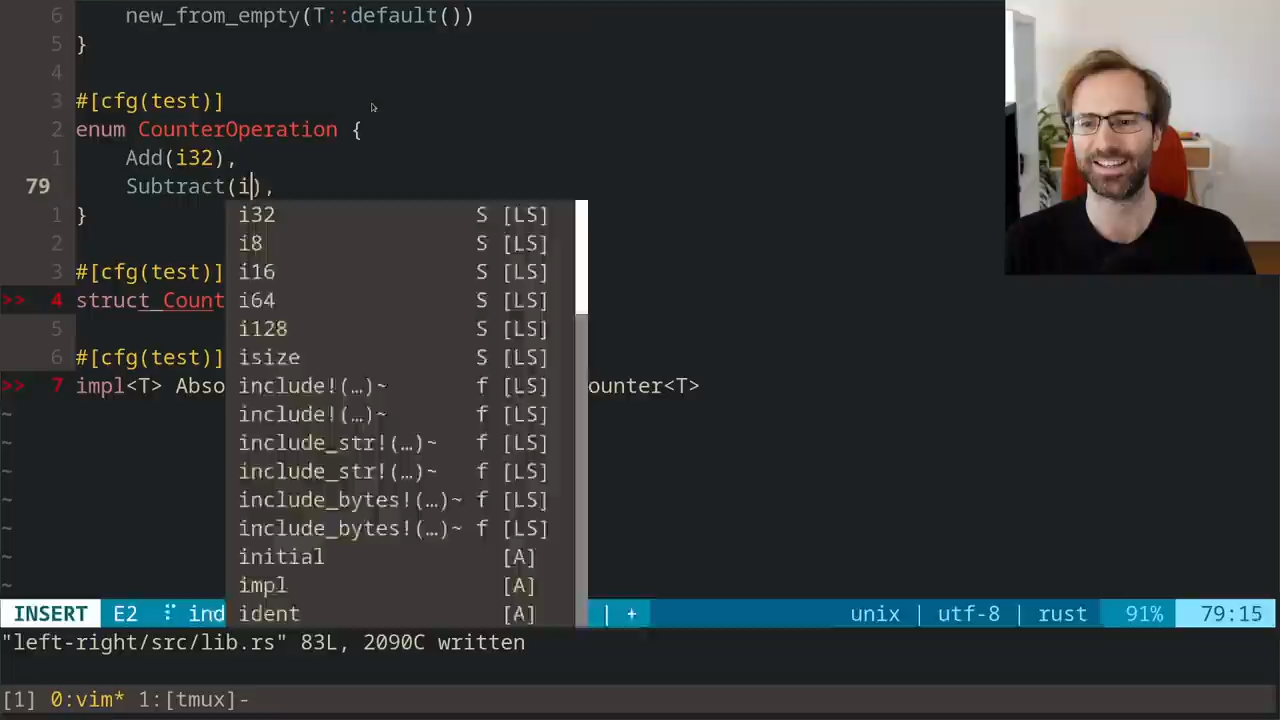 6 new_from_empty(T::default())
5 }
4
3 #[cfg(test)]
2 enum CounterOperation {
1 Add(i32),
79 Subtract(i),
1 }
2
3 #[cfg(test)]
>> 4 struct Count
5
6 #[cfg(test)]
>> 7 impl<T> Abso ounter<T>
i32 S [LS]
i8 S [LS]
i16 S [LS]
i64 S [LS]
i128 S [LS]
isize S [LS]
include!(…)~ f [LS]
include!(…)~ f [LS]
include_str!(…)~ f [LS]
include_str!(…)~ f [LS]
include_bytes!(…)~ f [LS]
include_bytes!(…)~ f [LS]
initial [A]
impl [A]
ident [A]
~
~
~
~
~
~
~
INSERT E2 ⠋ ind | + unix | utf-8 | rust 91% 79:15
"left-right/src/lib.rs" 83L, 2090C written
[1] 0:vim* 1:[tmux]-